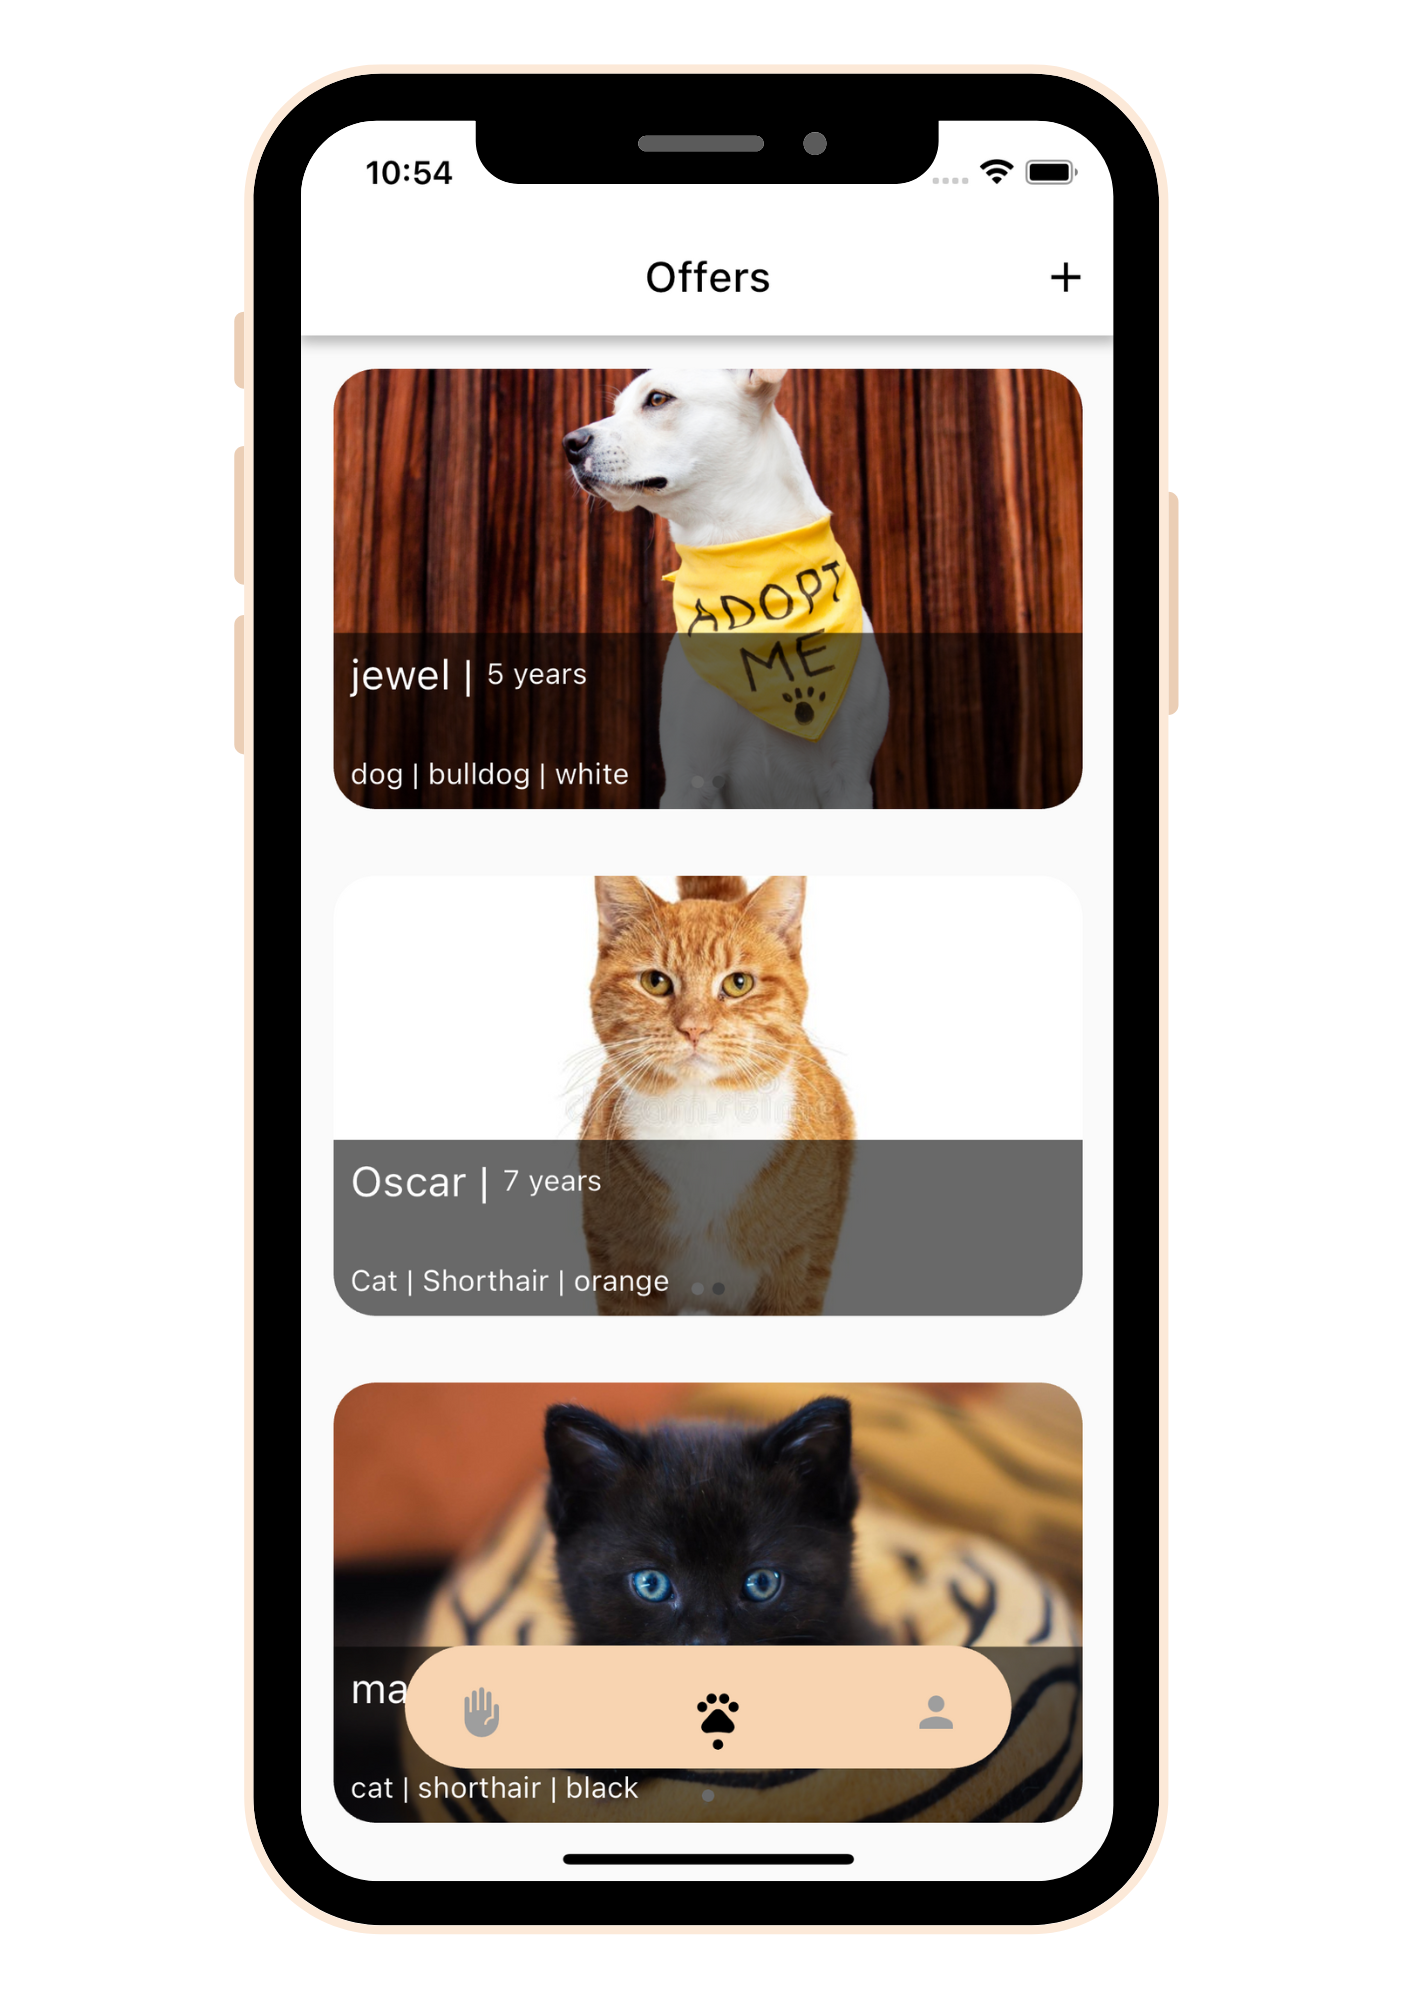 10:54
Offers
+
ADOPT
ME
jewel | 5 years
dog | bulldog | white
dreamstime
Oscar | 7 years
Cat | Shorthair | orange
ma
cat | shorthair | black